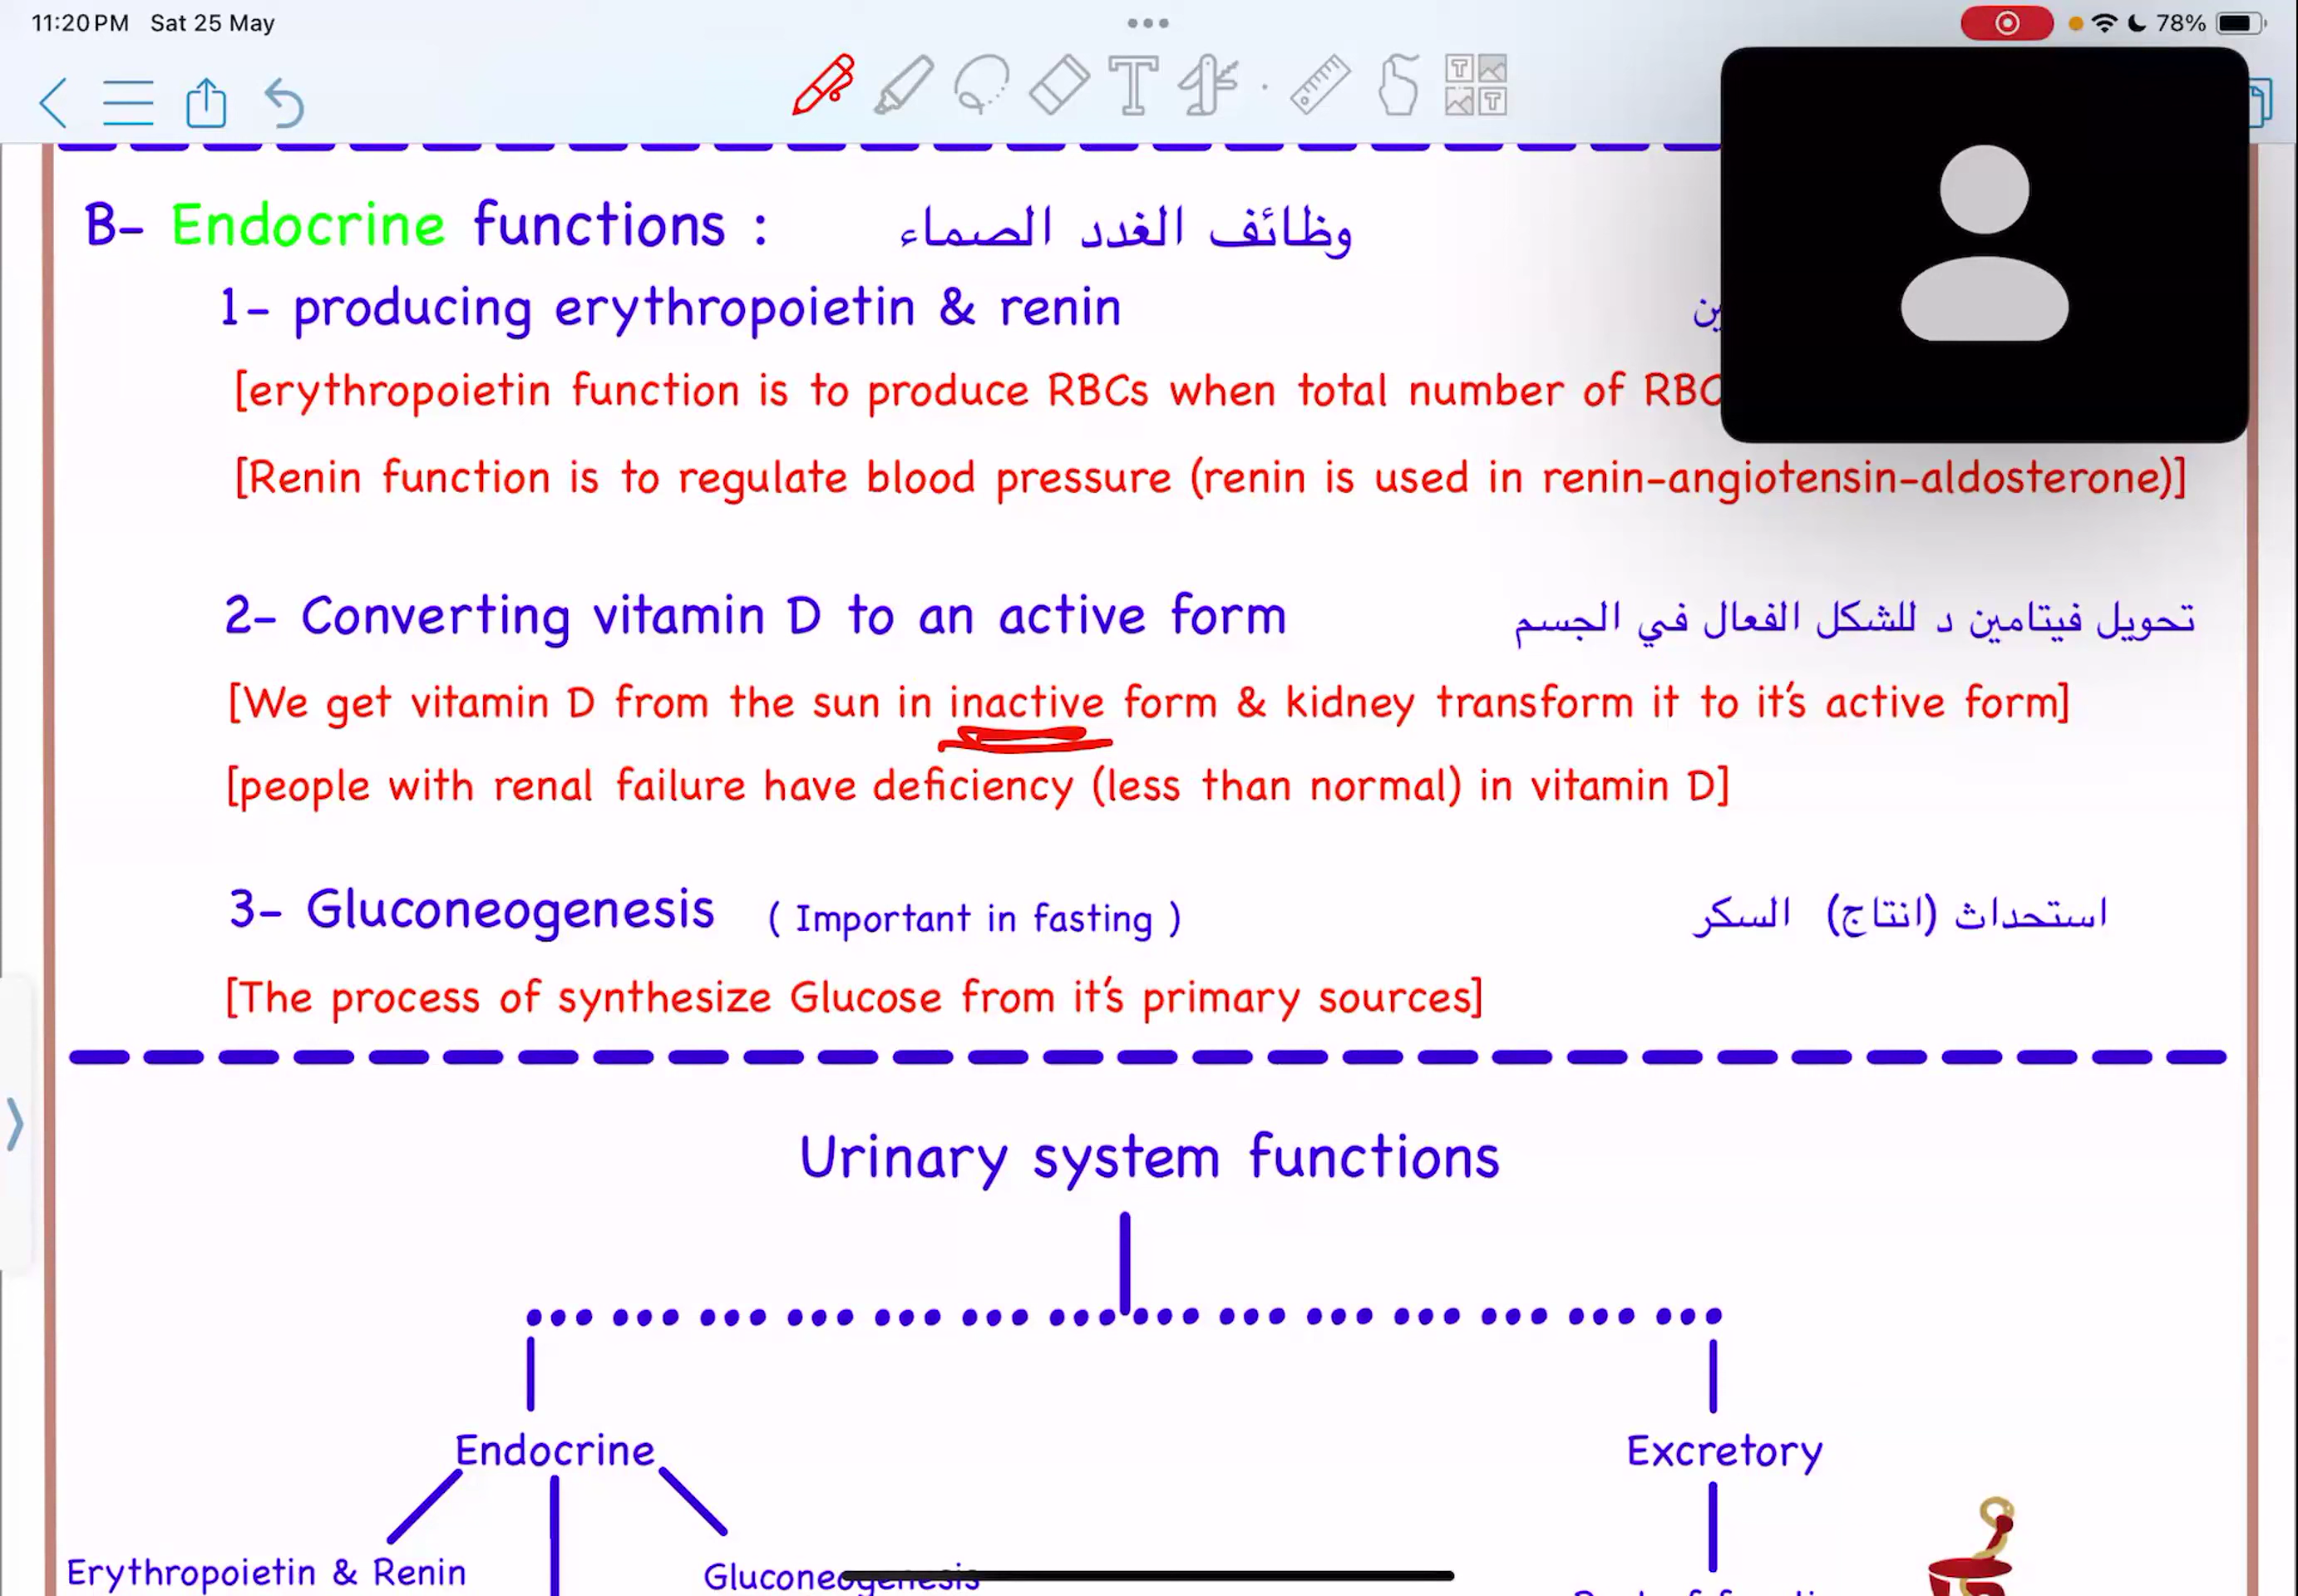 11:20 PM Sat 25 May
78%
B- Endocrine functions : وظائف الغدد الصماء
1- producing erythropoietin & renin
[erythropoietin function is to produce RBCs when total number of
[Renin function is to regulate blood pressure (renin is used in renin-angiotensin-aldosterone)]
2- Converting vitamin D to an active form تحويل فيتامين د للشكل الفعال في الجسم
[We get vitamin D from the sun in inactive form & kidney transform it to it's active form]
[people with renal failure have deficiency (less than normal) in vitamin D]
3- Gluconeogenesis ( Important in fasting ) استحداث (انتاج) السكر
[The process of synthesize Glucose from it's primary sources]
Urinary system functions
Endocrine Excretory
Erythropoietin & Renin Gluconeogenesis